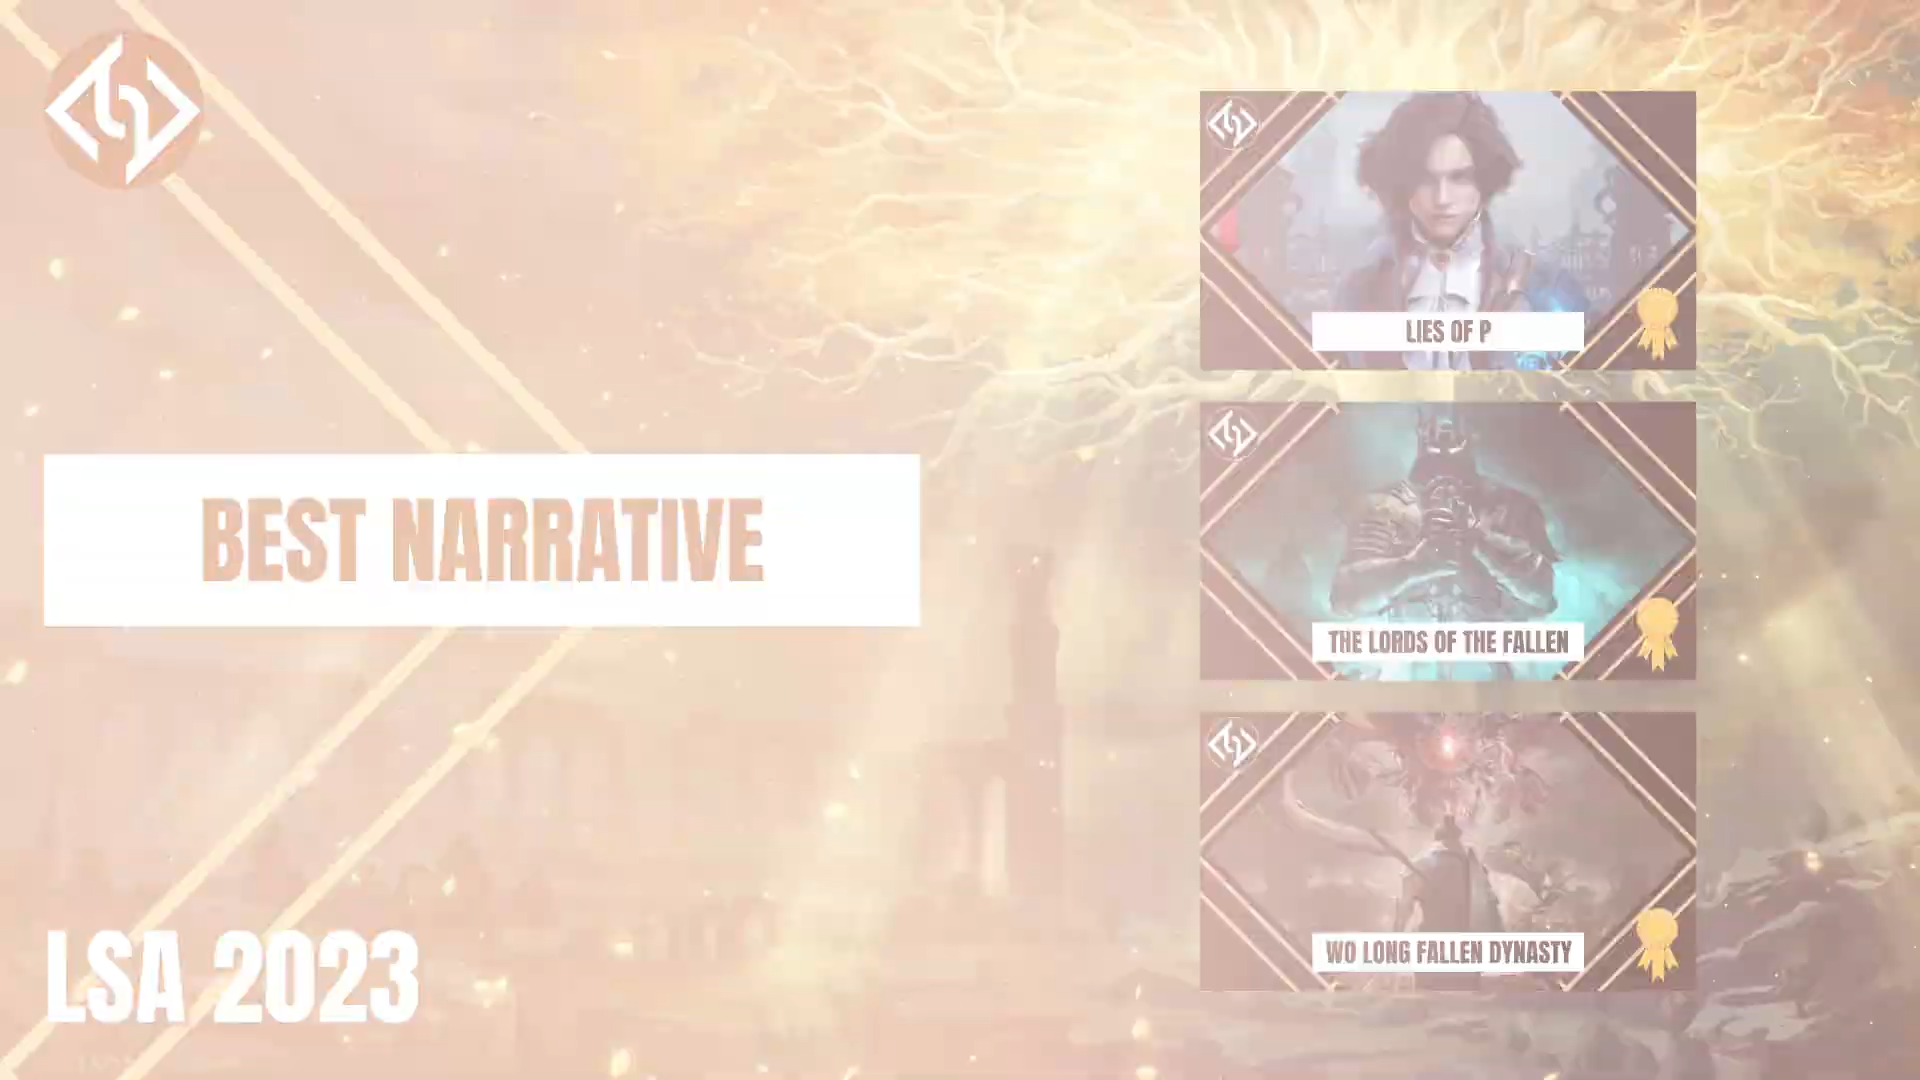 BEST NARRATIVE
LSA 2023
LIES OF P
THE LORDS OF THE FALLEN
WO LONG FALLEN DYNASTY